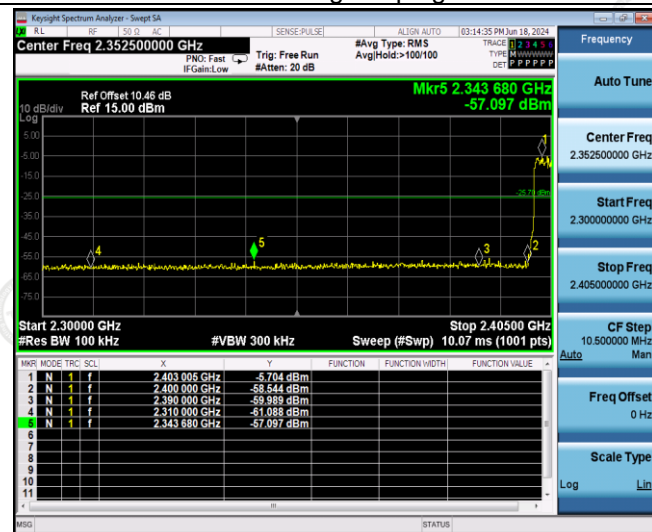 Keysight Spectrum Analyzer - Swept SA
RL RF 50 Ω AC SENSE:PULSE ALIGN AUTO 03:14:35 PM Jun 18, 2024
Center Freq 2.352500000 GHz
PNO: Fast
IFGain:Low
Trig: Free Run
#Atten: 20 dB
#Avg Type: RMS
Avg|Hold:>100/100
TRACE 1 2 3 4 5 6
TYPE M W W W W W
DET P P P P P P
Ref Offset 10.46 dB
Ref 15.00 dBm
10 dB/div
Log
Mkr5 2.343 680 GHz
-57.097 dBm
5.00
-5.00
-15.0
-25.0
-35.0
-45.0
-55.0
-65.0
-75.0
-25.70 dBm
1
2
3
4
5
Start 2.30000 GHz Stop 2.40500 GHz
#Res BW 100 kHz #VBW 300 kHz Sweep (#Swp) 10.07 ms (1001 pts)
MKR MODE TRC SCL X Y FUNCTION FUNCTION WIDTH FUNCTION VALUE
1 N 1 f 2.403 005 GHz -5.704 dBm
2 N 1 f 2.400 000 GHz -58.544 dBm
3 N 1 f 2.390 000 GHz -59.989 dBm
4 N 1 f 2.310 000 GHz -61.088 dBm
5 N 1 f 2.343 680 GHz -57.097 dBm
6
7
8
9
10
11
MSG STATUS
Frequency
Auto Tune
Center Freq
2.352500000 GHz
Start Freq
2.300000000 GHz
Stop Freq
2.405000000 GHz
CF Step
10.500000 MHz
Auto Man
Freq Offset
0 Hz
Scale Type
Log Lin